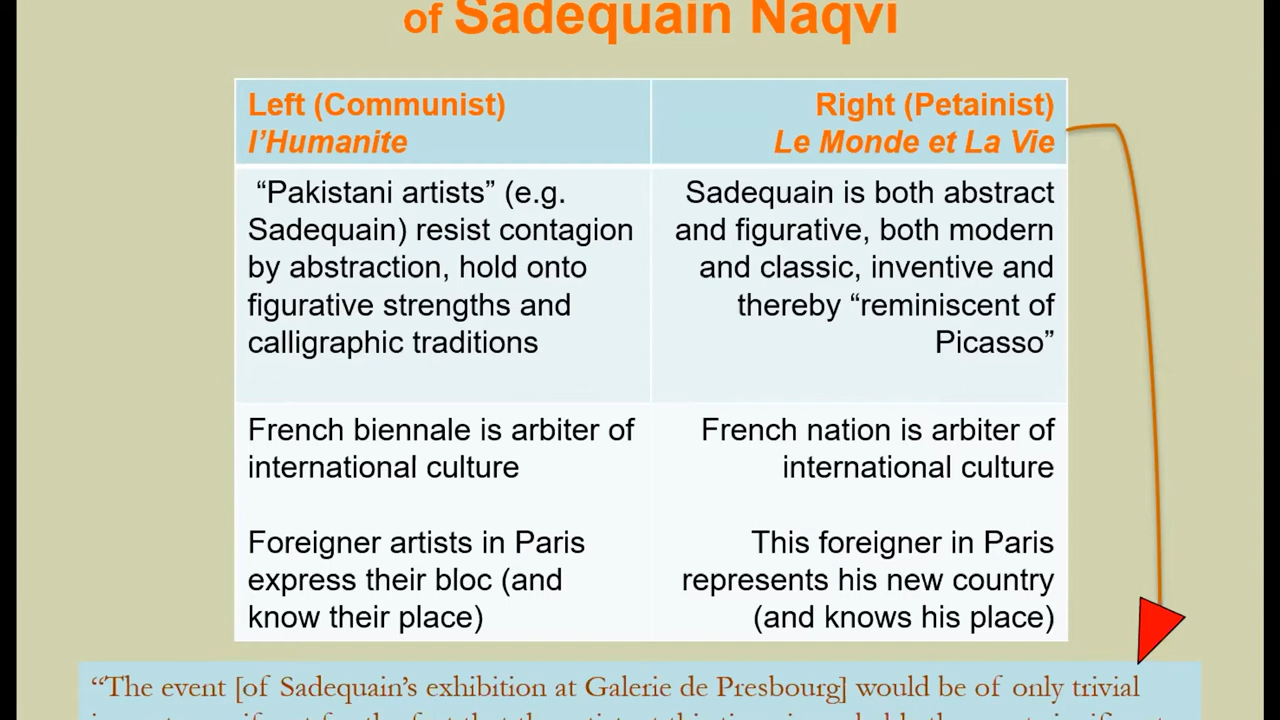 of Sadequain Naqvi
Left (Communist)
l’Humanite
Right (Petainist)
Le Monde et La Vie
“Pakistani artists” (e.g.
Sadequain) resist contagion
by abstraction, hold onto
figurative strengths and
calligraphic traditions
Sadequain is both abstract
and figurative, both modern
and classic, inventive and
thereby “reminiscent of
Picasso”
French biennale is arbiter of
international culture
Foreigner artists in Paris
express their bloc (and
know their place)
French nation is arbiter of
international culture
This foreigner in Paris
represents his new country
(and knows his place)
“The event [of Sadequain’s exhibition at Galerie de Presbourg] would be of only trivial